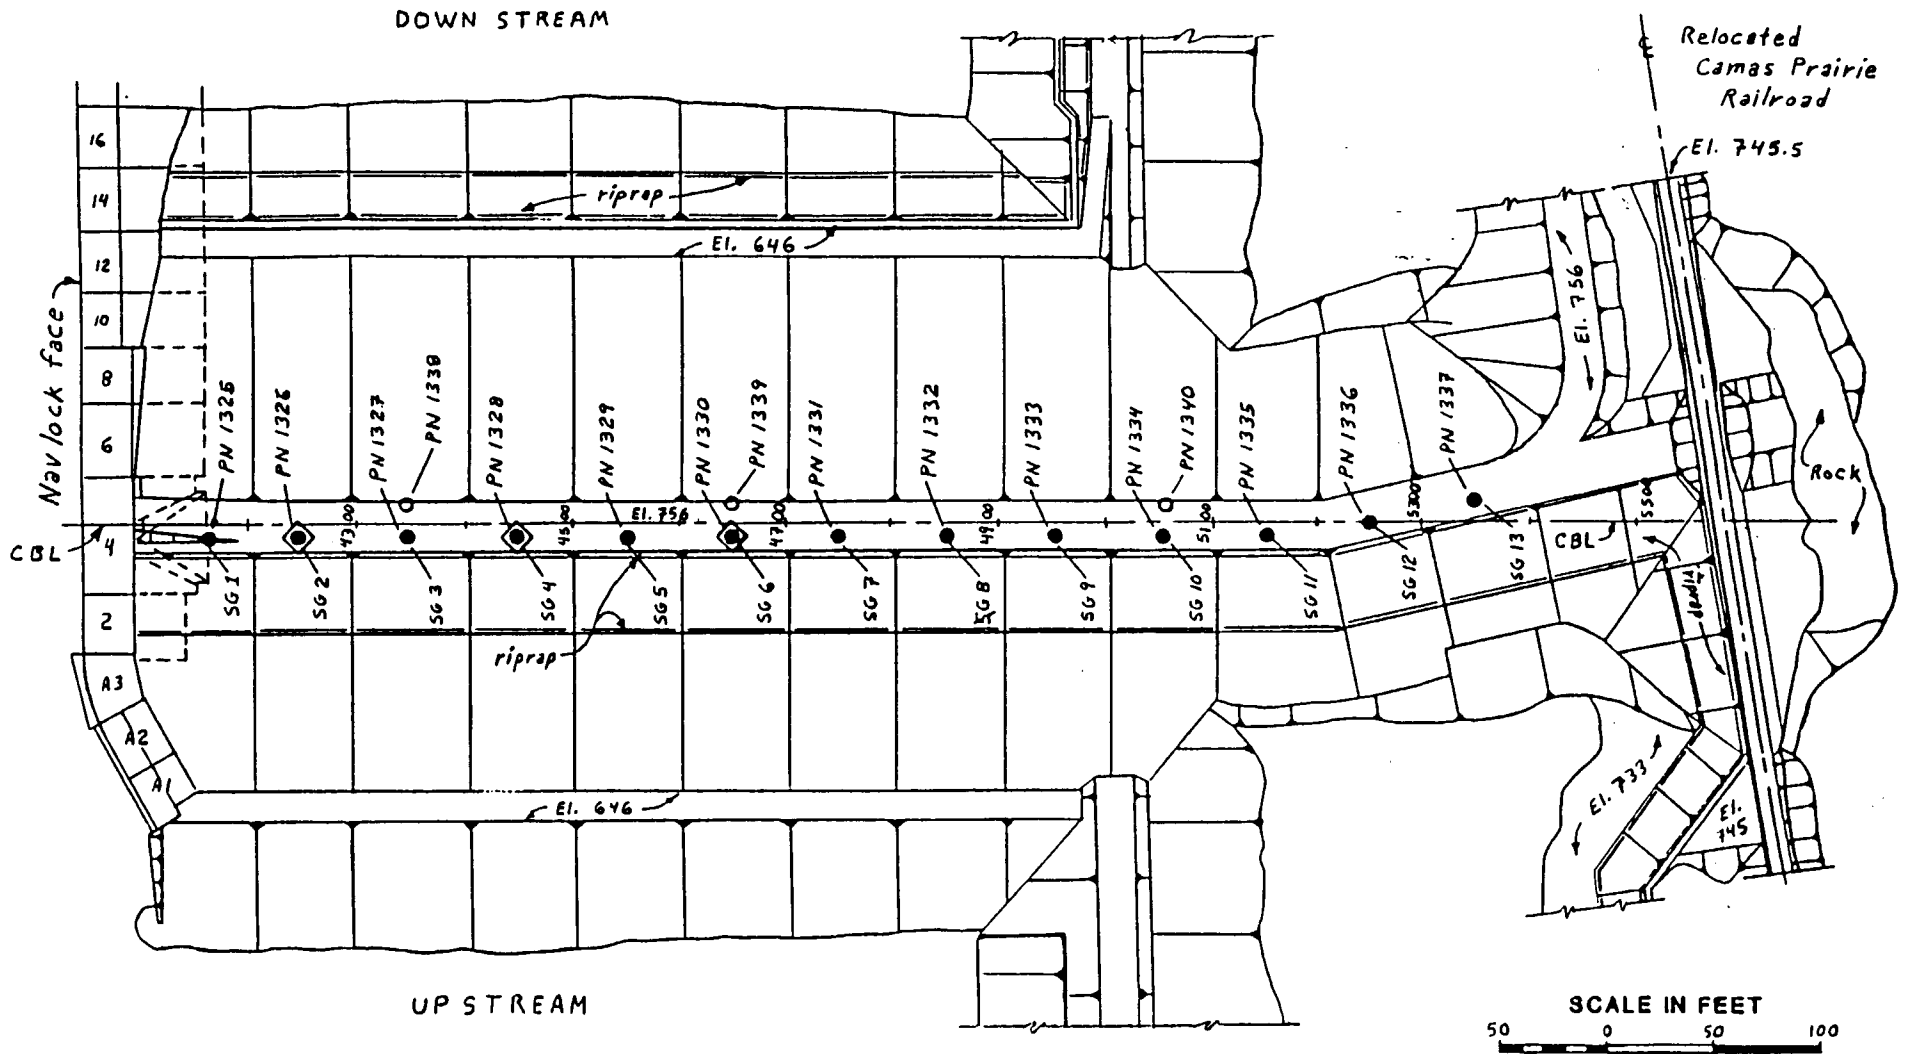 DOWN STREAM
℄ Relocated
Camas Prairie
Railroad
El. 745.5
16
14
12
10
8
6
4
2
A3
A2
A1
Nav lock face
riprap
El. 646
El. 756
PN 1325
PN 1326
PN 1327
PN 1338
PN 1328
PN 1329
PN 1330
PN 1339
PN 1331
PN 1332
PN 1333
PN 1334
PN 1340
PN 1335
PN 1336
PN 1337
Rock
CBL
43,00
45,00
El. 756
47,00
49,00
51,00
53,00
55,00
CBL
SG 1
SG 2
SG 3
SG 4
SG 5
SG 6
SG 7
SG 8
SG 9
SG 10
SG 11
SG 12
SG 13
riprap
riprap
El. 733
El.
745
El. 646
UP STREAM
SCALE IN FEET
50 0 50 100